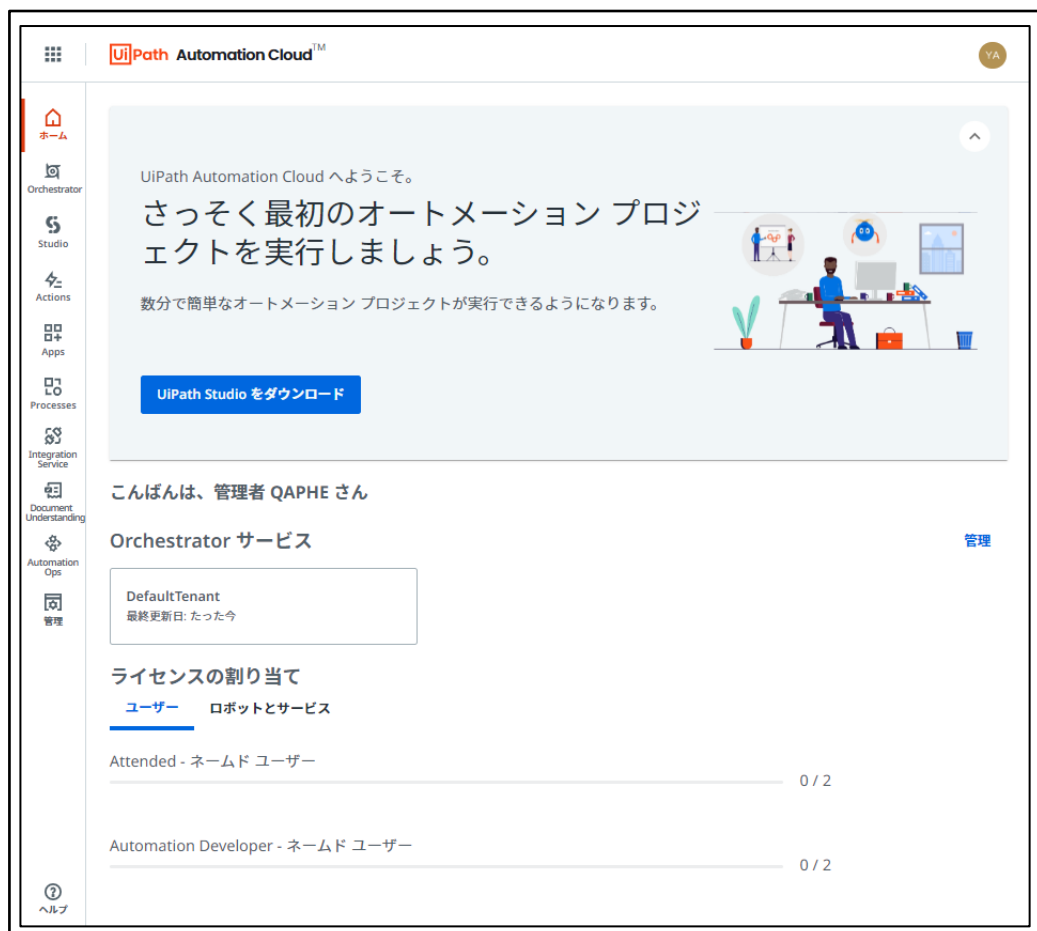 UiPath Automation Cloud™
YA
ホーム
Orchestrator
Studio
Actions
Apps
Processes
Integration
Service
Document
Understanding
Automation
Ops
管理
ヘルプ
UiPath Automation Cloud へようこそ。
さっそく最初のオートメーション プロジ
ェクトを実行しましょう。
数分で簡単なオートメーション プロジェクトが実行できるようになります。
UiPath Studio をダウンロード
こんばんは、管理者 QAPHE さん
Orchestrator サービス
管理
DefaultTenant
最終更新日: たった今
ライセンスの割り当て
ユーザー ロボットとサービス
Attended - ネームド ユーザー
0 / 2
Automation Developer - ネームド ユーザー
0 / 2